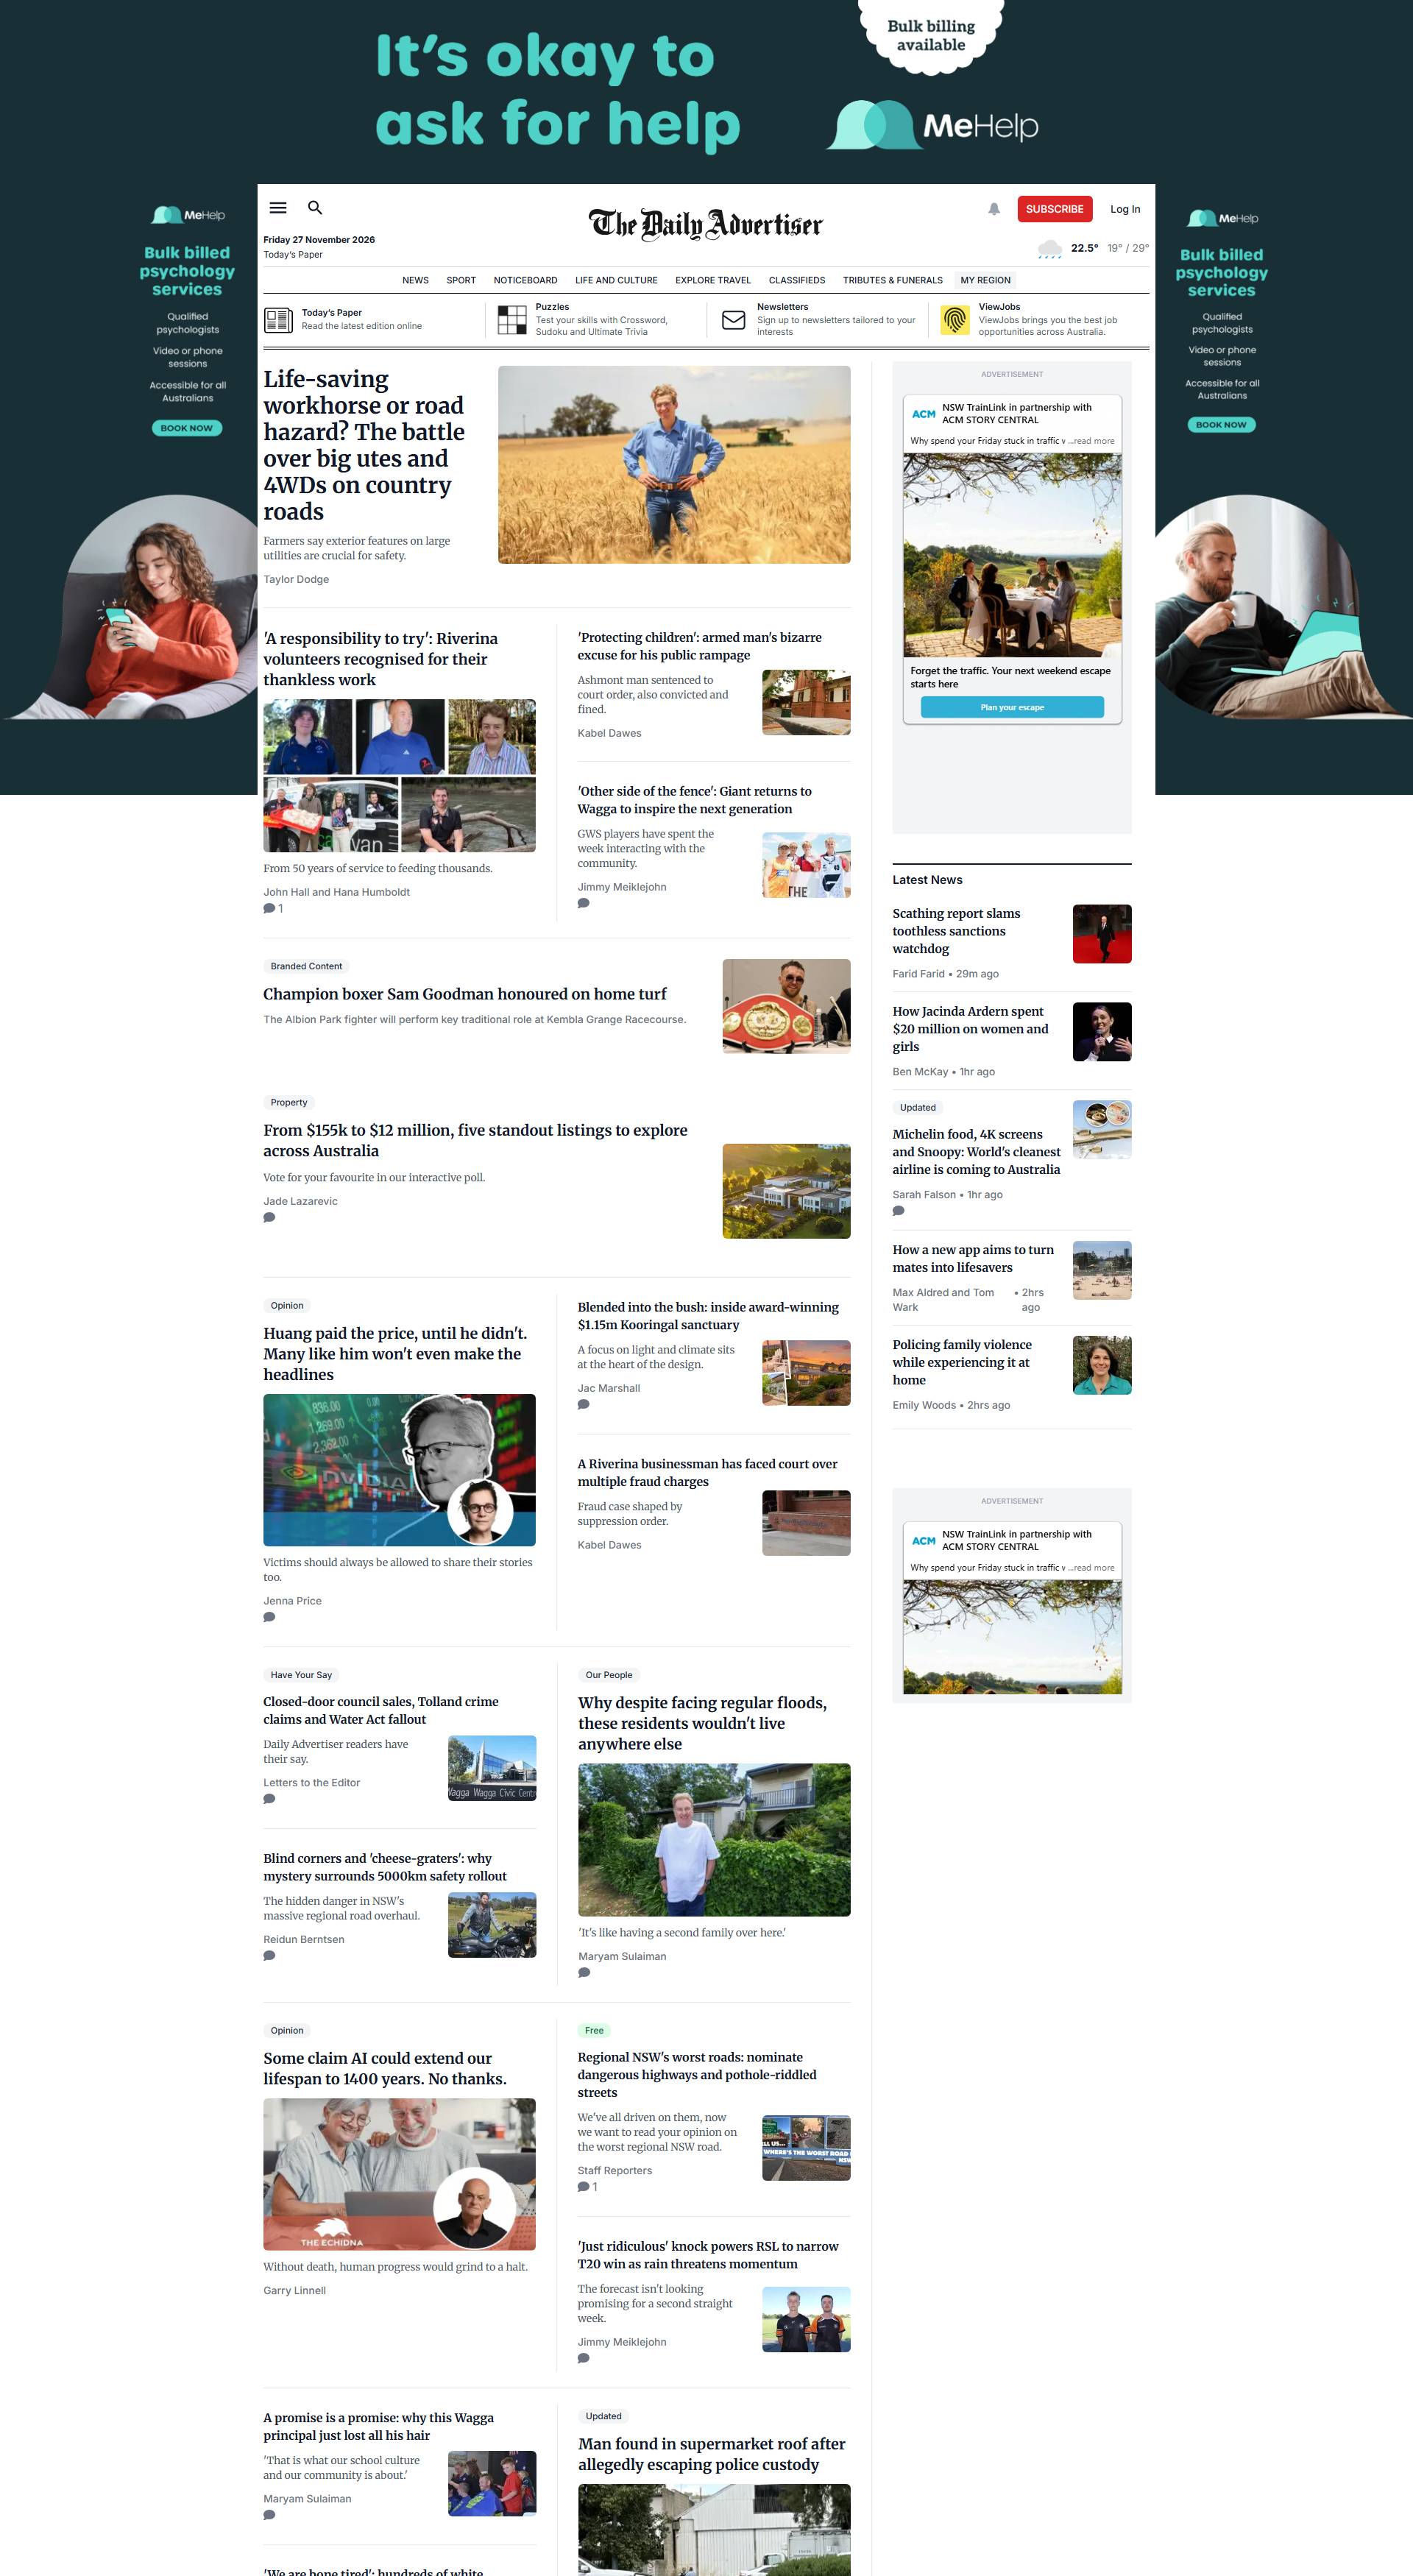 It's okay to
ask for help
Bulk billing
available
MeHelp
MeHelp
Bulk billed
psychology
services
Qualified
psychologists
Video or phone
sessions
Accessible for all
Australians
BOOK NOW
SUBSCRIBE
Log In
The Daily Advertiser
Friday 27 November 2026
Today's Paper
22.5° 19° / 29°
NEWS SPORT NOTICEBOARD LIFE AND CULTURE EXPLORE TRAVEL CLASSIFIEDS TRIBUTES & FUNERALS MY REGION
Today's Paper
Read the latest edition online
Puzzles
Test your skills with Crossword,
Sudoku and Ultimate Trivia
Newsletters
Sign up to newsletters tailored to your
interests
ViewJobs
ViewJobs brings you the best job
opportunities across Australia.
MeHelp
Bulk billed
psychology
services
Qualified
psychologists
Video or phone
sessions
Accessible for all
Australians
BOOK NOW
Life-saving
workhorse or road
hazard? The battle
over big utes and
4WDs on country
roads
Farmers say exterior features on large
utilities are crucial for safety.
Taylor Dodge
'A responsibility to try': Riverina
volunteers recognised for their
thankless work
From 50 years of service to feeding thousands.
John Hall and Hana Humboldt
1
'Protecting children': armed man's bizarre
excuse for his public rampage
Ashmont man sentenced to
court order, also convicted and
fined.
Kabel Dawes
'Other side of the fence': Giant returns to
Wagga to inspire the next generation
GWS players have spent the
week interacting with the
community.
Jimmy Meiklejohn
THE
Branded Content
Champion boxer Sam Goodman honoured on home turf
The Albion Park fighter will perform key traditional role at Kembla Grange Racecourse.
Property
From $155k to $12 million, five standout listings to explore
across Australia
Vote for your favourite in our interactive poll.
Jade Lazarevic
Opinion
Huang paid the price, until he didn't.
Many like him won't even make the
headlines
836.00
1,269.00
2,362.00
NVIDIA
Victims should always be allowed to share their stories
too.
Jenna Price
Blended into the bush: inside award-winning
$1.15m Kooringal sanctuary
A focus on light and climate sits
at the heart of the design.
Jac Marshall
A Riverina businessman has faced court over
multiple fraud charges
Fraud case shaped by
suppression order.
Kabel Dawes
Have Your Say
Closed-door council sales, Tolland crime
claims and Water Act fallout
Daily Advertiser readers have
their say.
Letters to the Editor
Wagga Wagga Civic Centr
Blind corners and 'cheese-graters': why
mystery surrounds 5000km safety rollout
The hidden danger in NSW's
massive regional road overhaul.
Reidun Berntsen
Our People
Why despite facing regular floods,
these residents wouldn't live
anywhere else
'It's like having a second family over here.'
Maryam Sulaiman
Opinion
Some claim AI could extend our
lifespan to 1400 years. No thanks.
THE ECHIDNA
Without death, human progress would grind to a halt.
Garry Linnell
Free
Regional NSW's worst roads: nominate
dangerous highways and pothole-riddled
streets
We've all driven on them, now
we want to read your opinion on
the worst regional NSW road.
Staff Reporters
1
LL US...
WHERE'S THE WORST ROAD
NSW
'Just ridiculous' knock powers RSL to narrow
T20 win as rain threatens momentum
The forecast isn't looking
promising for a second straight
week.
Jimmy Meiklejohn
A promise is a promise: why this Wagga
principal just lost all his hair
'That is what our school culture
and our community is about.'
Maryam Sulaiman
'We are bone tired': hundreds of white
Updated
Man found in supermarket roof after
allegedly escaping police custody
ADVERTISEMENT
ACM
NSW TrainLink in partnership with
ACM STORY CENTRAL
Why spend your Friday stuck in traffic v ...read more
Forget the traffic. Your next weekend escape
starts here
Plan your escape
Latest News
Scathing report slams
toothless sanctions
watchdog
Farid Farid • 29m ago
How Jacinda Ardern spent
$20 million on women and
girls
Ben McKay • 1hr ago
Updated
Michelin food, 4K screens
and Snoopy: World's cleanest
airline is coming to Australia
Sarah Falson • 1hr ago
How a new app aims to turn
mates into lifesavers
Max Aldred and Tom Wark • 2hrs ago
Policing family violence
while experiencing it at
home
Emily Woods • 2hrs ago
ADVERTISEMENT
ACM
NSW TrainLink in partnership with
ACM STORY CENTRAL
Why spend your Friday stuck in traffic v ...read more